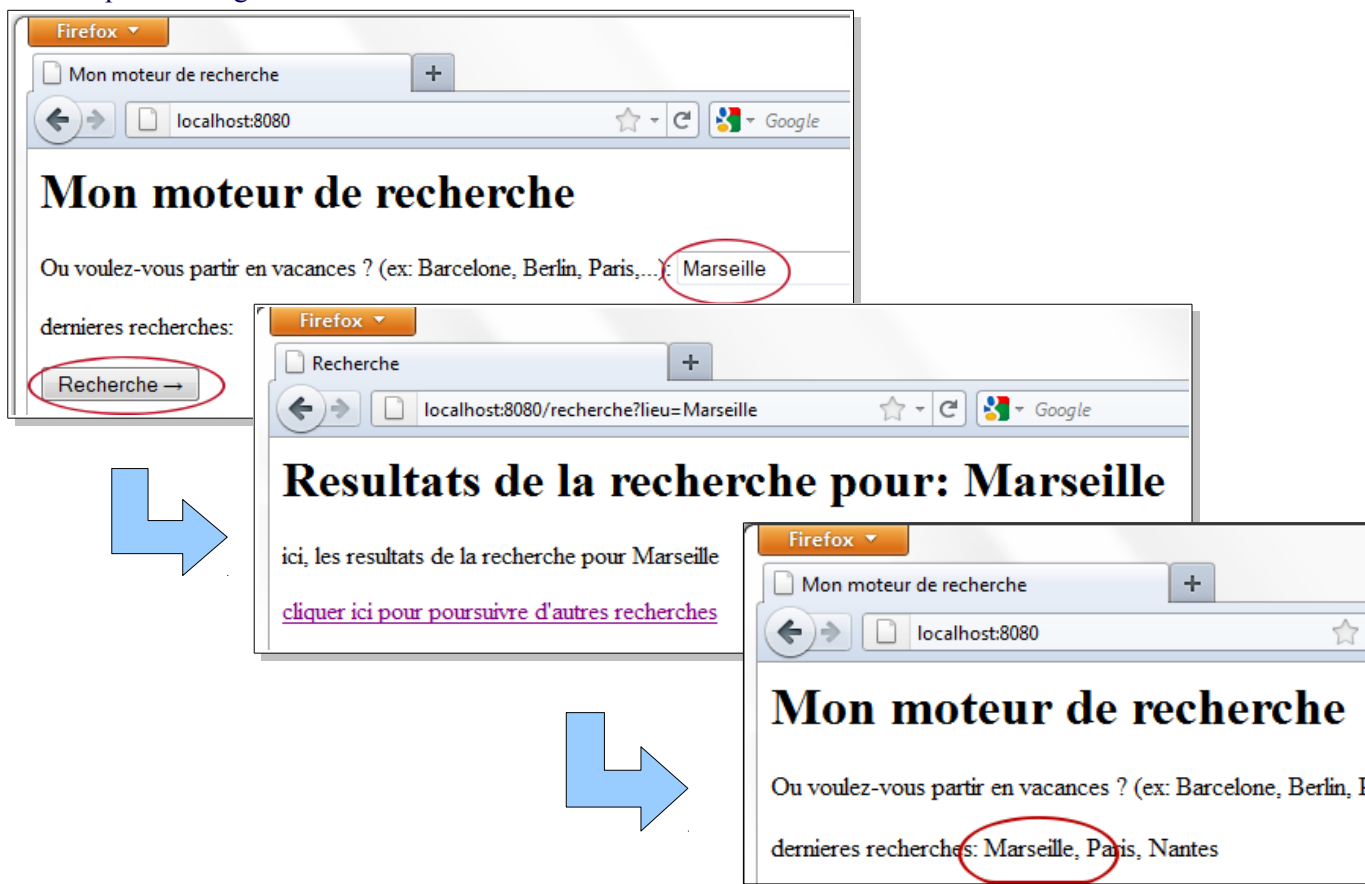 Firefox
Mon moteur de recherche
localhost:8080
Google
Mon moteur de recherche
Ou voulez-vous partir en vacances ? (ex: Barcelone, Berlin, Paris,...): Marseille
dernieres recherches:
Recherche →
Firefox
Recherche
localhost:8080/recherche?lieu=Marseille
Google
Resultats de la recherche pour: Marseille
ici, les resultats de la recherche pour Marseille
cliquer ici pour poursuivre d'autres recherches
Firefox
Mon moteur de recherche
localhost:8080
Mon moteur de recherche
Ou voulez-vous partir en vacances ? (ex: Barcelone, Berlin,
dernieres recherches: Marseille, Paris, Nantes